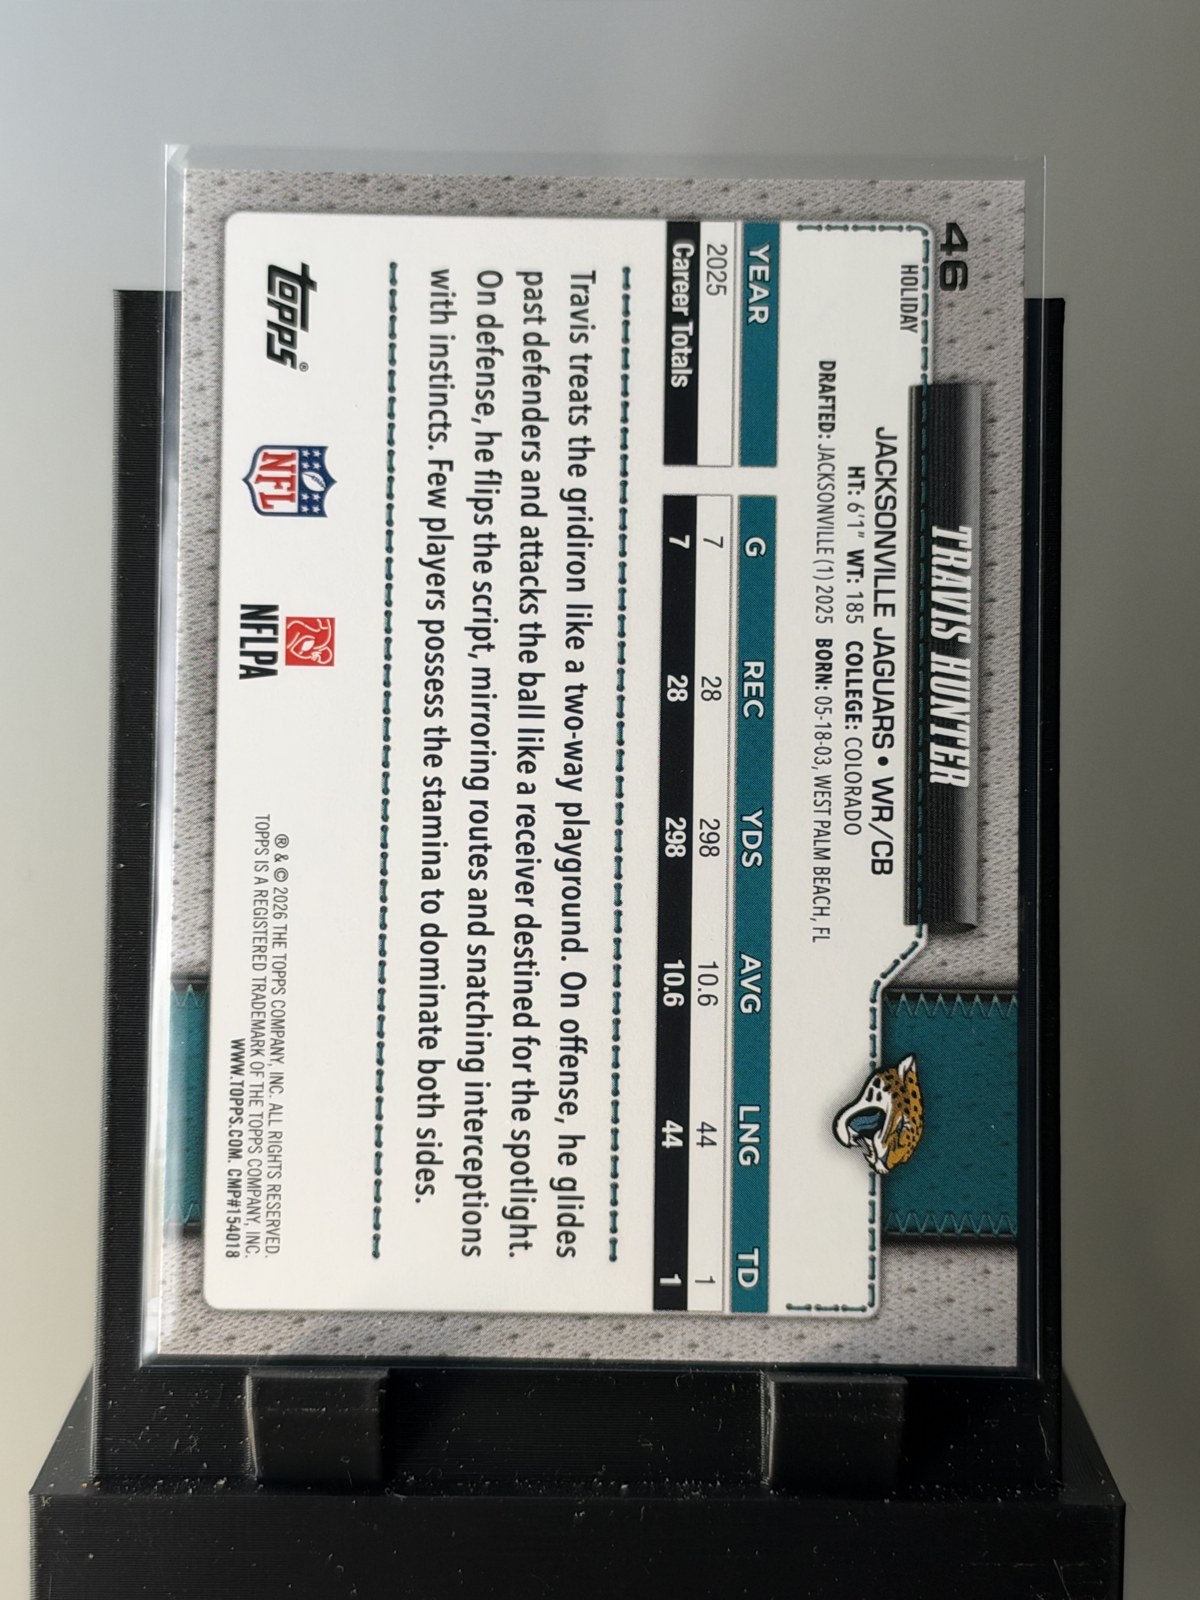 46
HOLIDAY
TRAVIS HUNTER
JACKSONVILLE JAGUARS • WR/CB
HT: 6'1" WT: 185 COLLEGE: COLORADO
DRAFTED: JACKSONVILLE (1) 2025 BORN: 05-18-03, WEST PALM BEACH, FL
YEAR G REC YDS AVG LNG TD
2025 7 28 298 10.6 44 1
Career Totals 7 28 298 10.6 44 1
Travis treats the gridiron like a two-way playground. On offense, he glides
past defenders and attacks the ball like a receiver destined for the spotlight.
On defense, he flips the script, mirroring routes and snatching interceptions
with instincts. Few players possess the stamina to dominate both sides.
topps®
NFL
NFLPA
® & © 2026 THE TOPPS COMPANY, INC. ALL RIGHTS RESERVED.
TOPPS IS A REGISTERED TRADEMARK OF THE TOPPS COMPANY, INC.
WWW.TOPPS.COM. CMP#154018